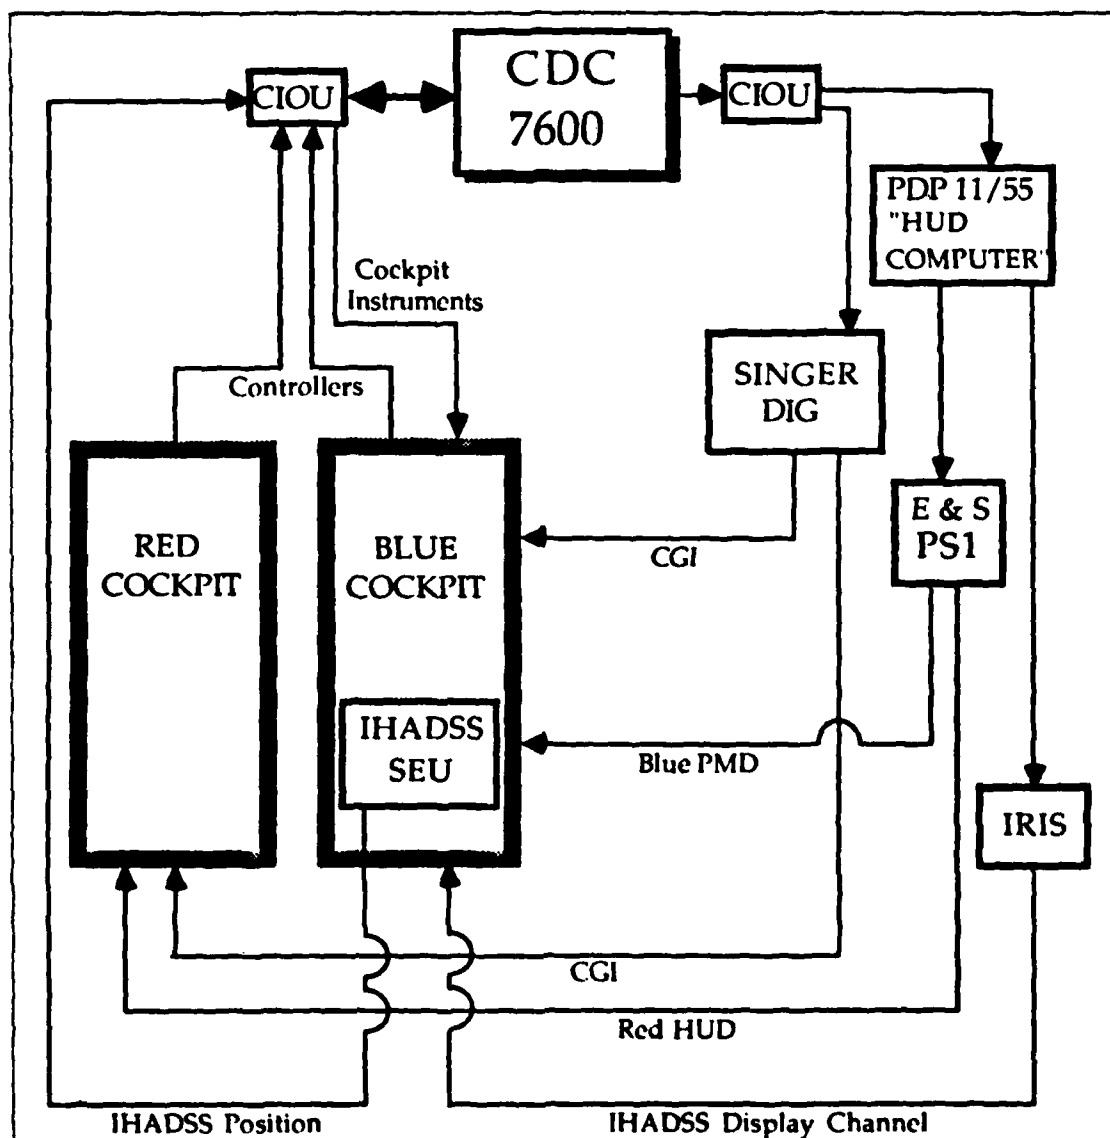 CDC
7600
CIOU
CIOU
PDP 11/55
"HUD
COMPUTER"
Cockpit
Instruments
SINGER
DIG
Controllers
E & S
PS1
RED
COCKPIT
BLUE
COCKPIT
CGI
IHADSS
SEU
Blue PMD
IRIS
CGI
Red HUD
IHADSS Position
IHADSS Display Channel